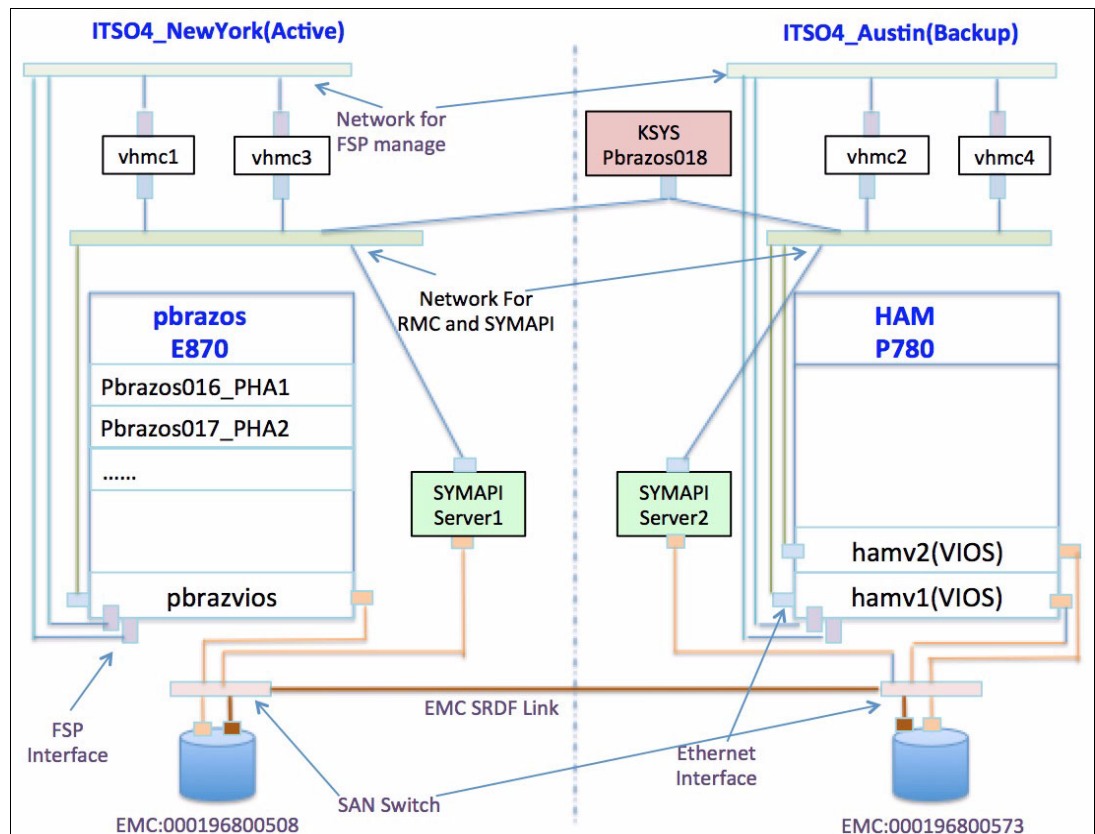 ITSO4_NewYork(Active)
ITSO4_Austin(Backup)
Network for
FSP manage
KSYS
Pbrazos018
vhmc1
vhmc3
vhmc2
vhmc4
Network For
RMC and SYMAPI
pbrazos
E870
Pbrazos016_PHA1
Pbrazos017_PHA2
......
pbrazvios
HAM
P780
hamv2(VIOS)
hamv1(VIOS)
SYMAPI
Server1
SYMAPI
Server2
EMC SRDF Link
FSP
Interface
Ethernet
Interface
SAN Switch
EMC:000196800508
EMC:000196800573